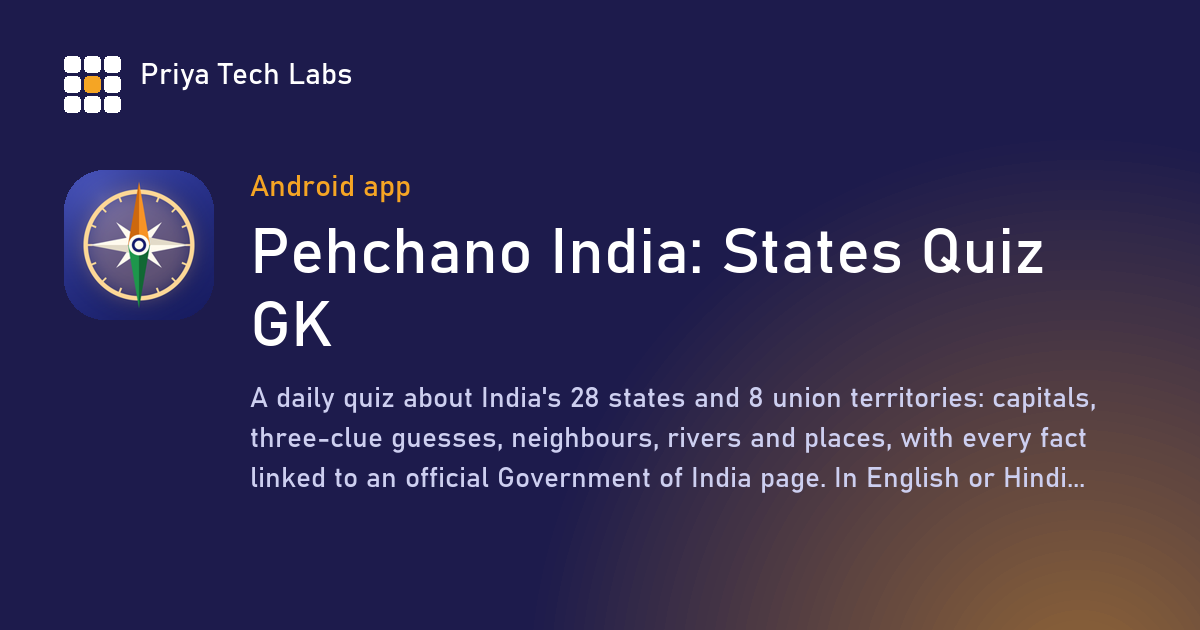 Priya Tech Labs
Android app
Pehchano India: States Quiz
GK
A daily quiz about India's 28 states and 8 union territories: capitals,
three-clue guesses, neighbours, rivers and places, with every fact
linked to an official Government of India page. In English or Hindi…